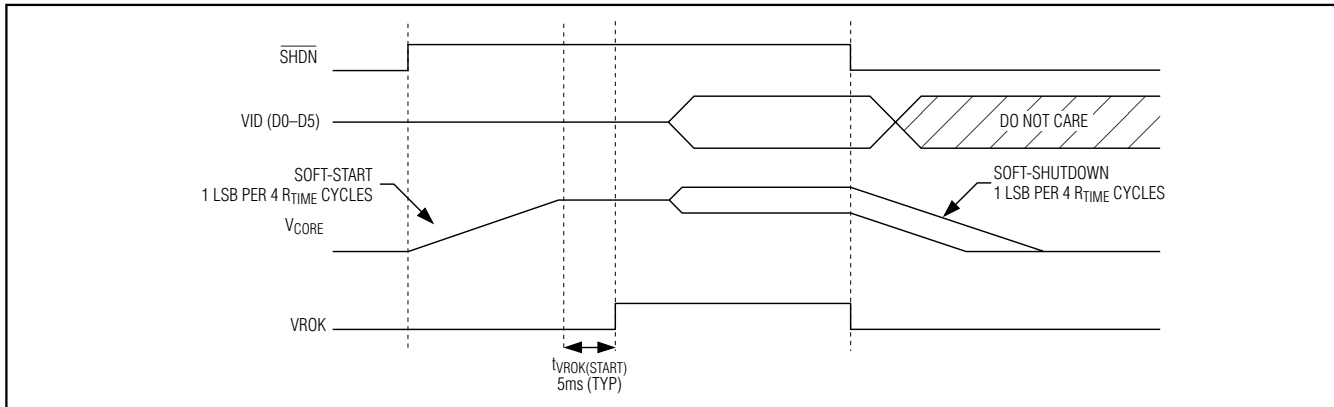 SHDN
VID (D0–D5)
DO NOT CARE
SOFT-START
1 LSB PER 4 RTIME CYCLES
SOFT-SHUTDOWN
1 LSB PER 4 RTIME CYCLES
VCORE
VROK
tVROK(START)
5ms (TYP)